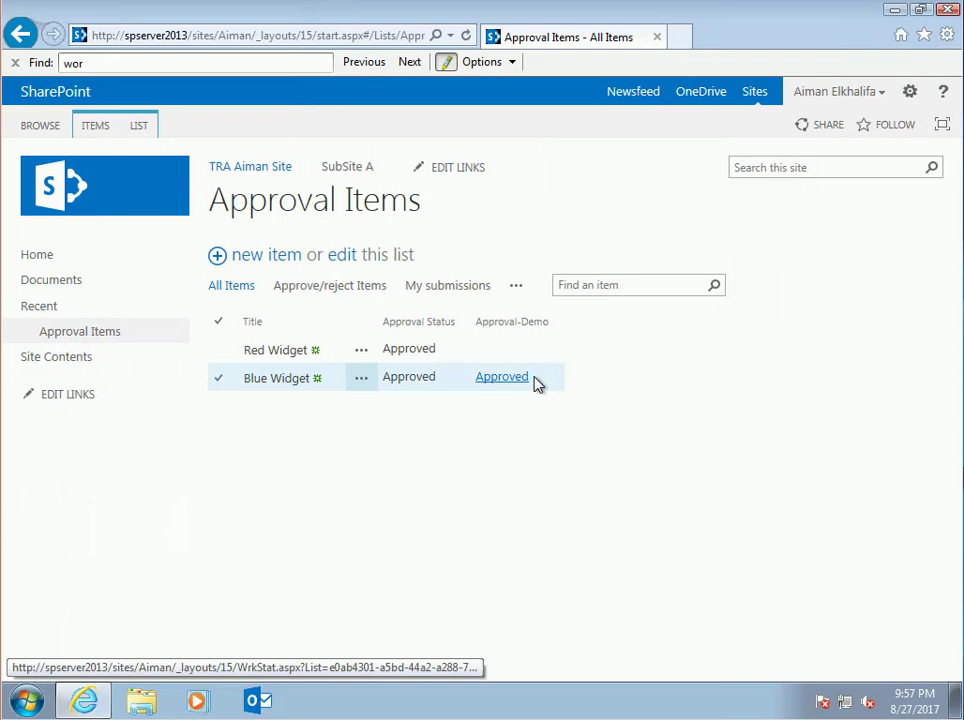 http://spserver2013/sites/Aiman/_layouts/15/start.aspx#/Lists/Appr
Approval Items - All Items
Find: wor Previous Next Options
SharePoint Newsfeed OneDrive Sites Aiman Elkhalifa ?
BROWSE ITEMS LIST SHARE FOLLOW
S TRA Aiman Site SubSite A EDIT LINKS Search this site
Approval Items
Home
Documents
Recent
Approval Items
Site Contents
EDIT LINKS
new item or edit this list
All Items Approve/reject Items My submissions ... Find an item
Title Approval Status Approval-Demo
Red Widget ... Approved
Blue Widget ... Approved Approved
http://spserver2013/sites/Aiman/_layouts/15/WrkStat.aspx?List=e0ab4301-a5bd-44a2-a288-7...
9:57 PM
8/27/2017